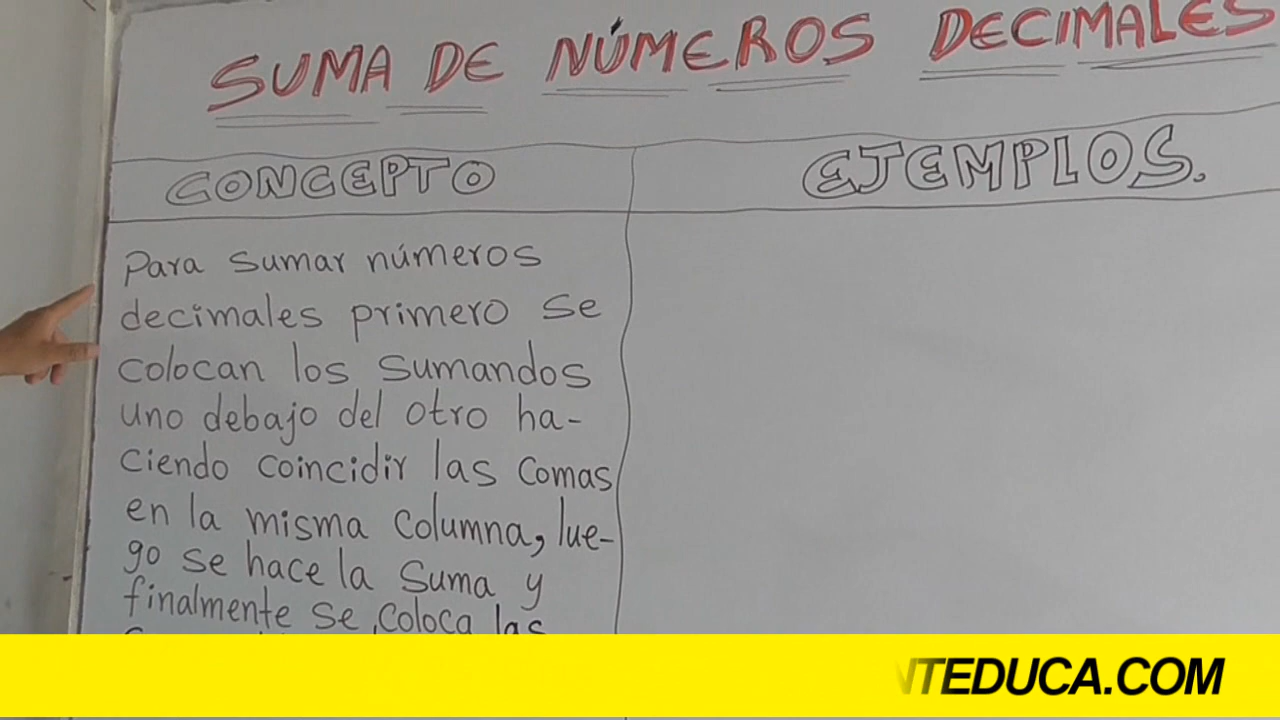 SUMA DE NÚMEROS DECIMALES
CONCEPTO
EJEMPLOS.
Para sumar números
decimales primero se
colocan los sumandos
uno debajo del otro ha-
ciendo coincidir las comas
en la misma columna, lue-
go se hace la suma y
finalmente se coloca las
NTEDUCA.COM